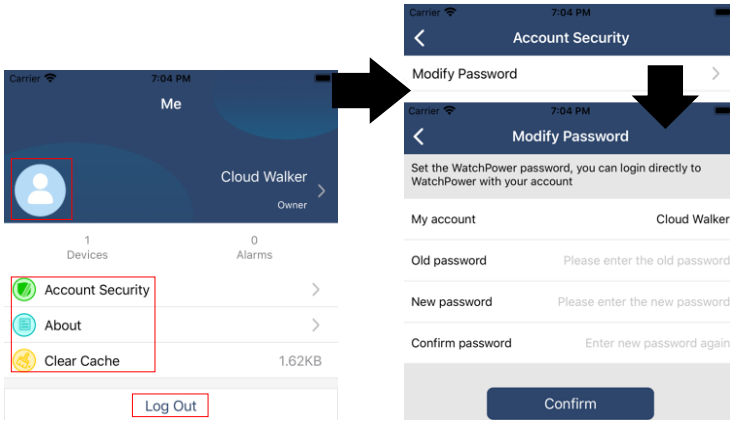 Carrier 7:04 PM
Me
Cloud Walker
Owner
1 0
Devices Alarms
Account Security
About
Clear Cache 1.62KB
Log Out
Carrier 7:04 PM
Account Security
Modify Password
Carrier 7:04 PM
Modify Password
Set the WatchPower password, you can login directly to
WatchPower with your account
My account Cloud Walker
Old password Please enter the old password
New password Please enter the new password
Confirm password Enter new password again
Confirm